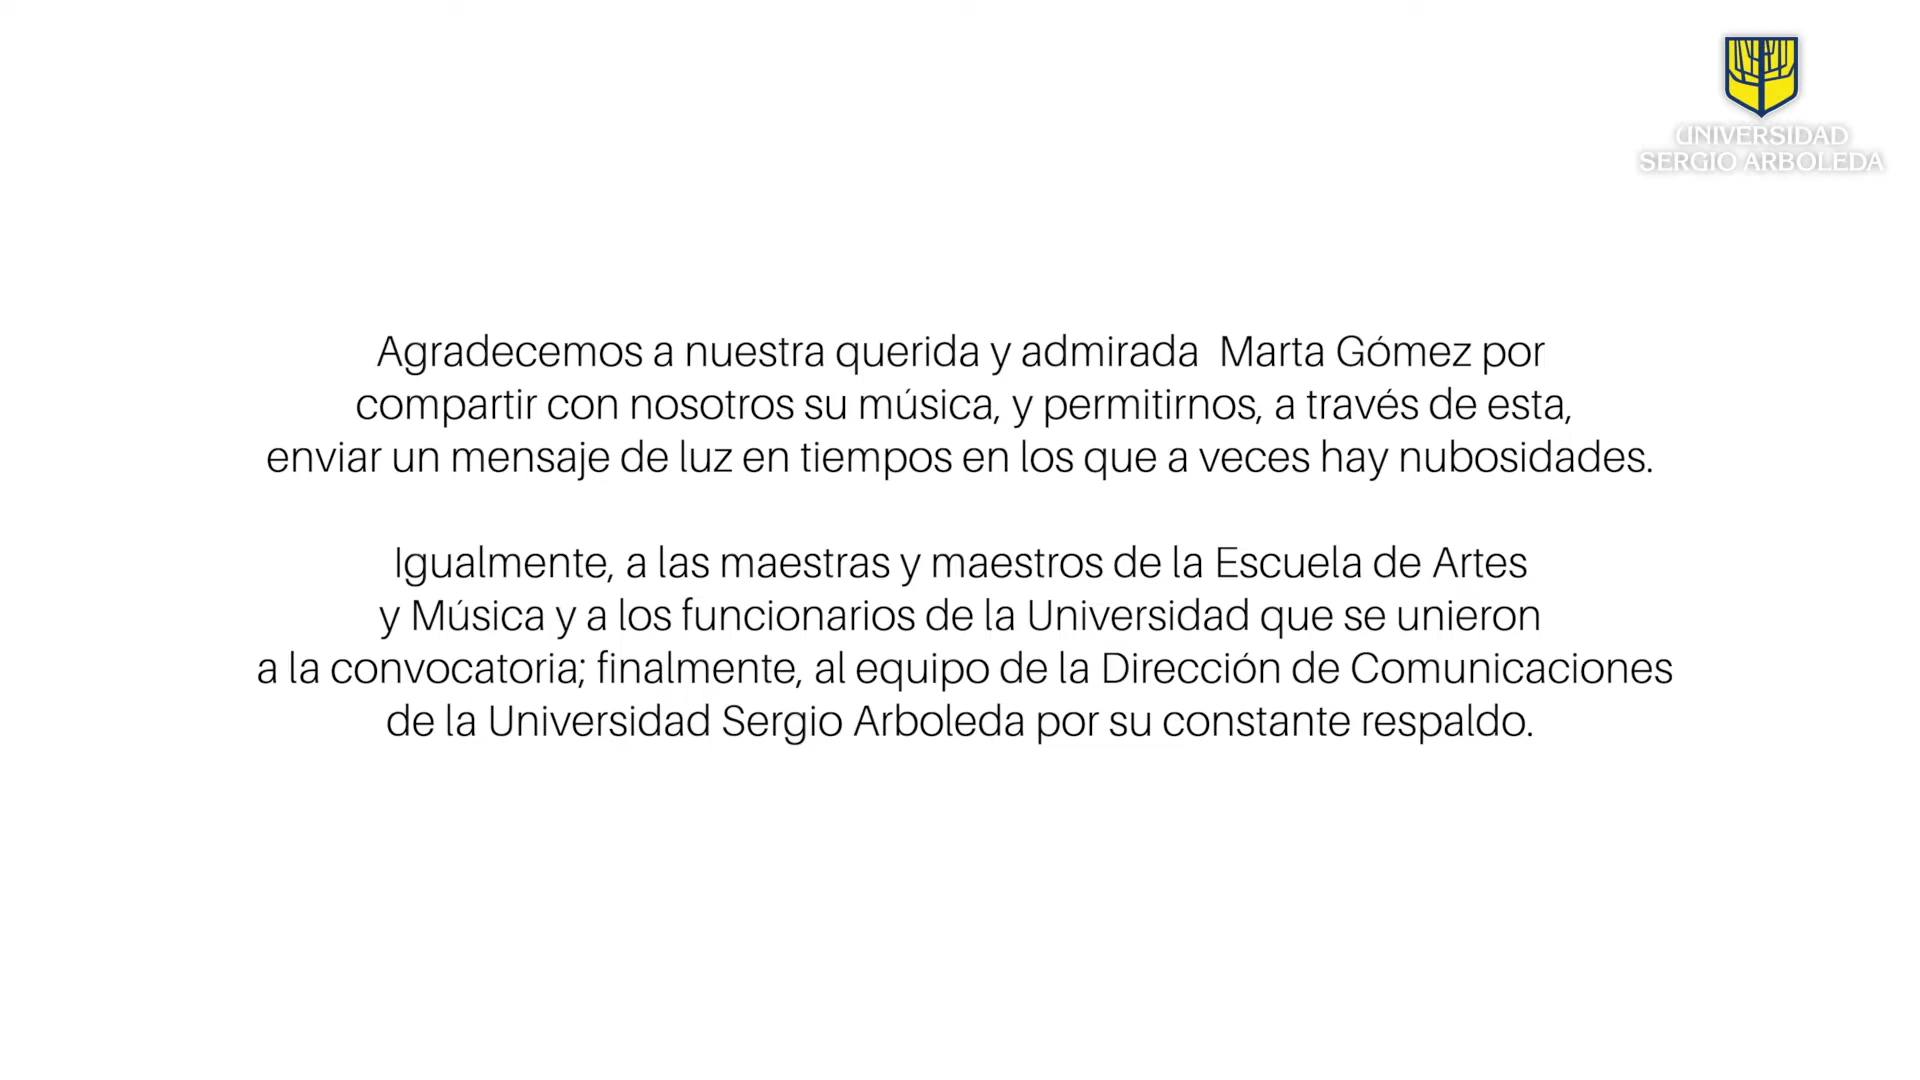 UNIVERSIDAD
SERGIO ARBOLEDA
Agradecemos a nuestra querida y admirada  Marta Gómez por
compartir con nosotros su música, y permitirnos, a través de esta,
enviar un mensaje de luz en tiempos en los que a veces hay nubosidades.
Igualmente, a las maestras y maestros de la Escuela de Artes
y Música y a los funcionarios de la Universidad que se unieron
a la convocatoria; finalmente, al equipo de la Dirección de Comunicaciones
de la Universidad Sergio Arboleda por su constante respaldo.